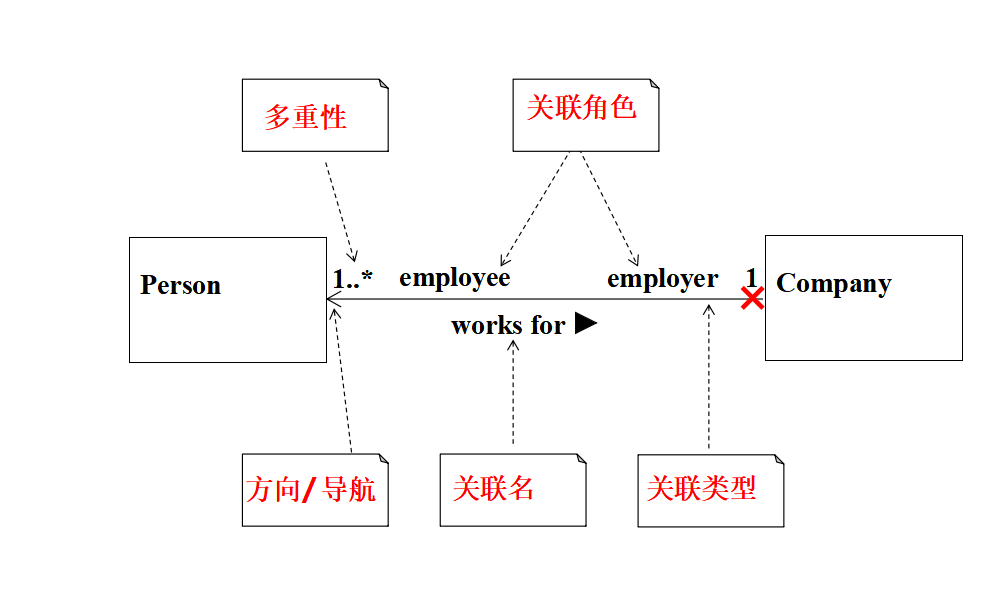 多重性
关联角色
Person
1..*
employee
employer
1
Company
works for
方向/导航
关联名
关联类型